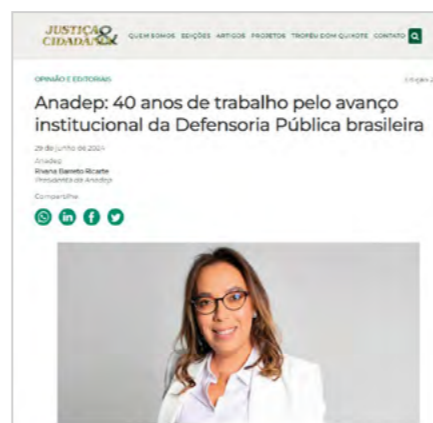 JUSTIÇA
& CIDADANIA
QUEM SOMOS EDIÇÕES ARTIGOS PROJETOS TROFÉU DOM QUIXOTE CONTATO
OPINIÃO E EDITORIAIS
Anadep: 40 anos de trabalho pelo avanço
institucional da Defensoria Pública brasileira
29 de junho de 2024
Anadep
Rivana Barreto Ricarte
Presidenta da Anadep
Compartilhe